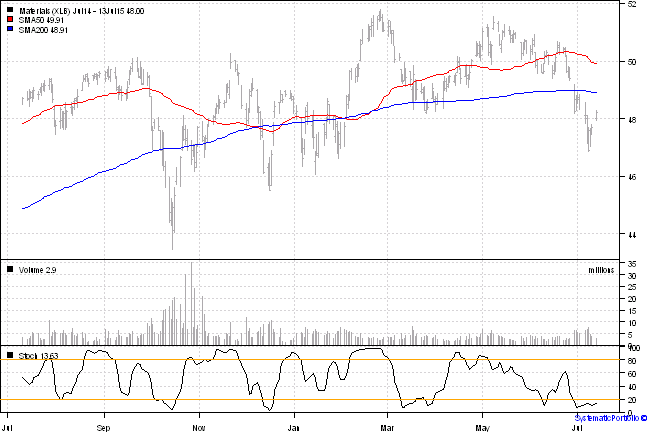 Materials (XLB) Jul14 - 13Jul15 48.00
SMA50 49.91
SMA200 48.91
52
50
48
46
44
Volume 2.9
millions
35
30
25
20
15
10
5
0
Stoch 13.63
100
80
60
40
20
0
Jul
Sep
Nov
Jan
Mar
May
Jul
SystematicPortfolio ©